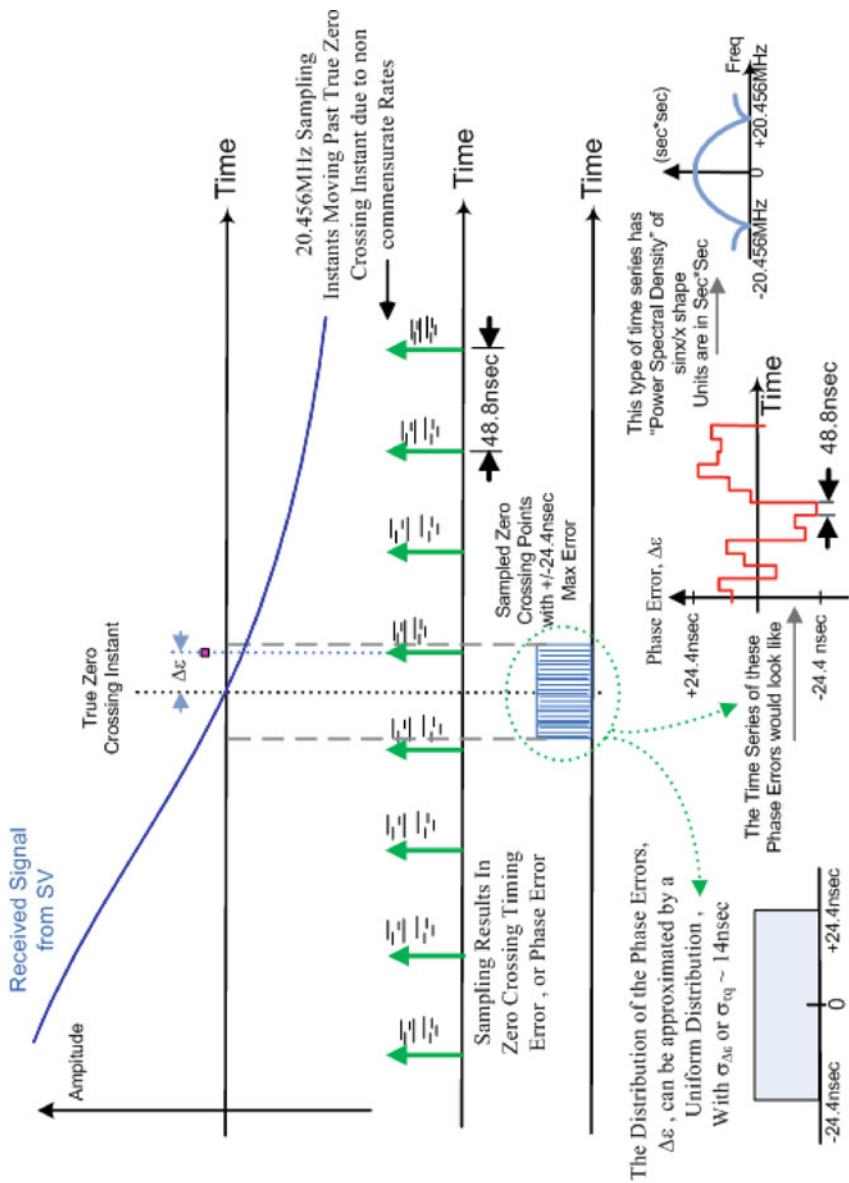 Received Signal
from SV
Ampitude
True Zero
Crossing Instant
Δε
Time
20.456MHz Sampling
Instants Moving Past True Zero
Crossing Instant due to non
commensurate Rates
Time
48.8nsec
Sampling Results In
Zero Crossing Timing
Error , or Phase Error
Sampled Zero
Crossing Points
with +/-24.4nsec
Max Error
Time
The Distribution of the Phase Errors,
Δε , can be approximated by a
Uniform Distribution ,
With σΔε or στq ~ 14nsec
-24.4nsec
0
+24.4nsec
The Time Series of these
Phase Errors would look like
Phase Error, Δε
+24.4nsec
-24.4 nsec
Time
48.8nsec
This type of time series has
“Power Spectral Density” of
sinx/x shape
Units are in Sec*Sec
(sec*sec)
Freq
-20.456MHz
0
+20.456MHz